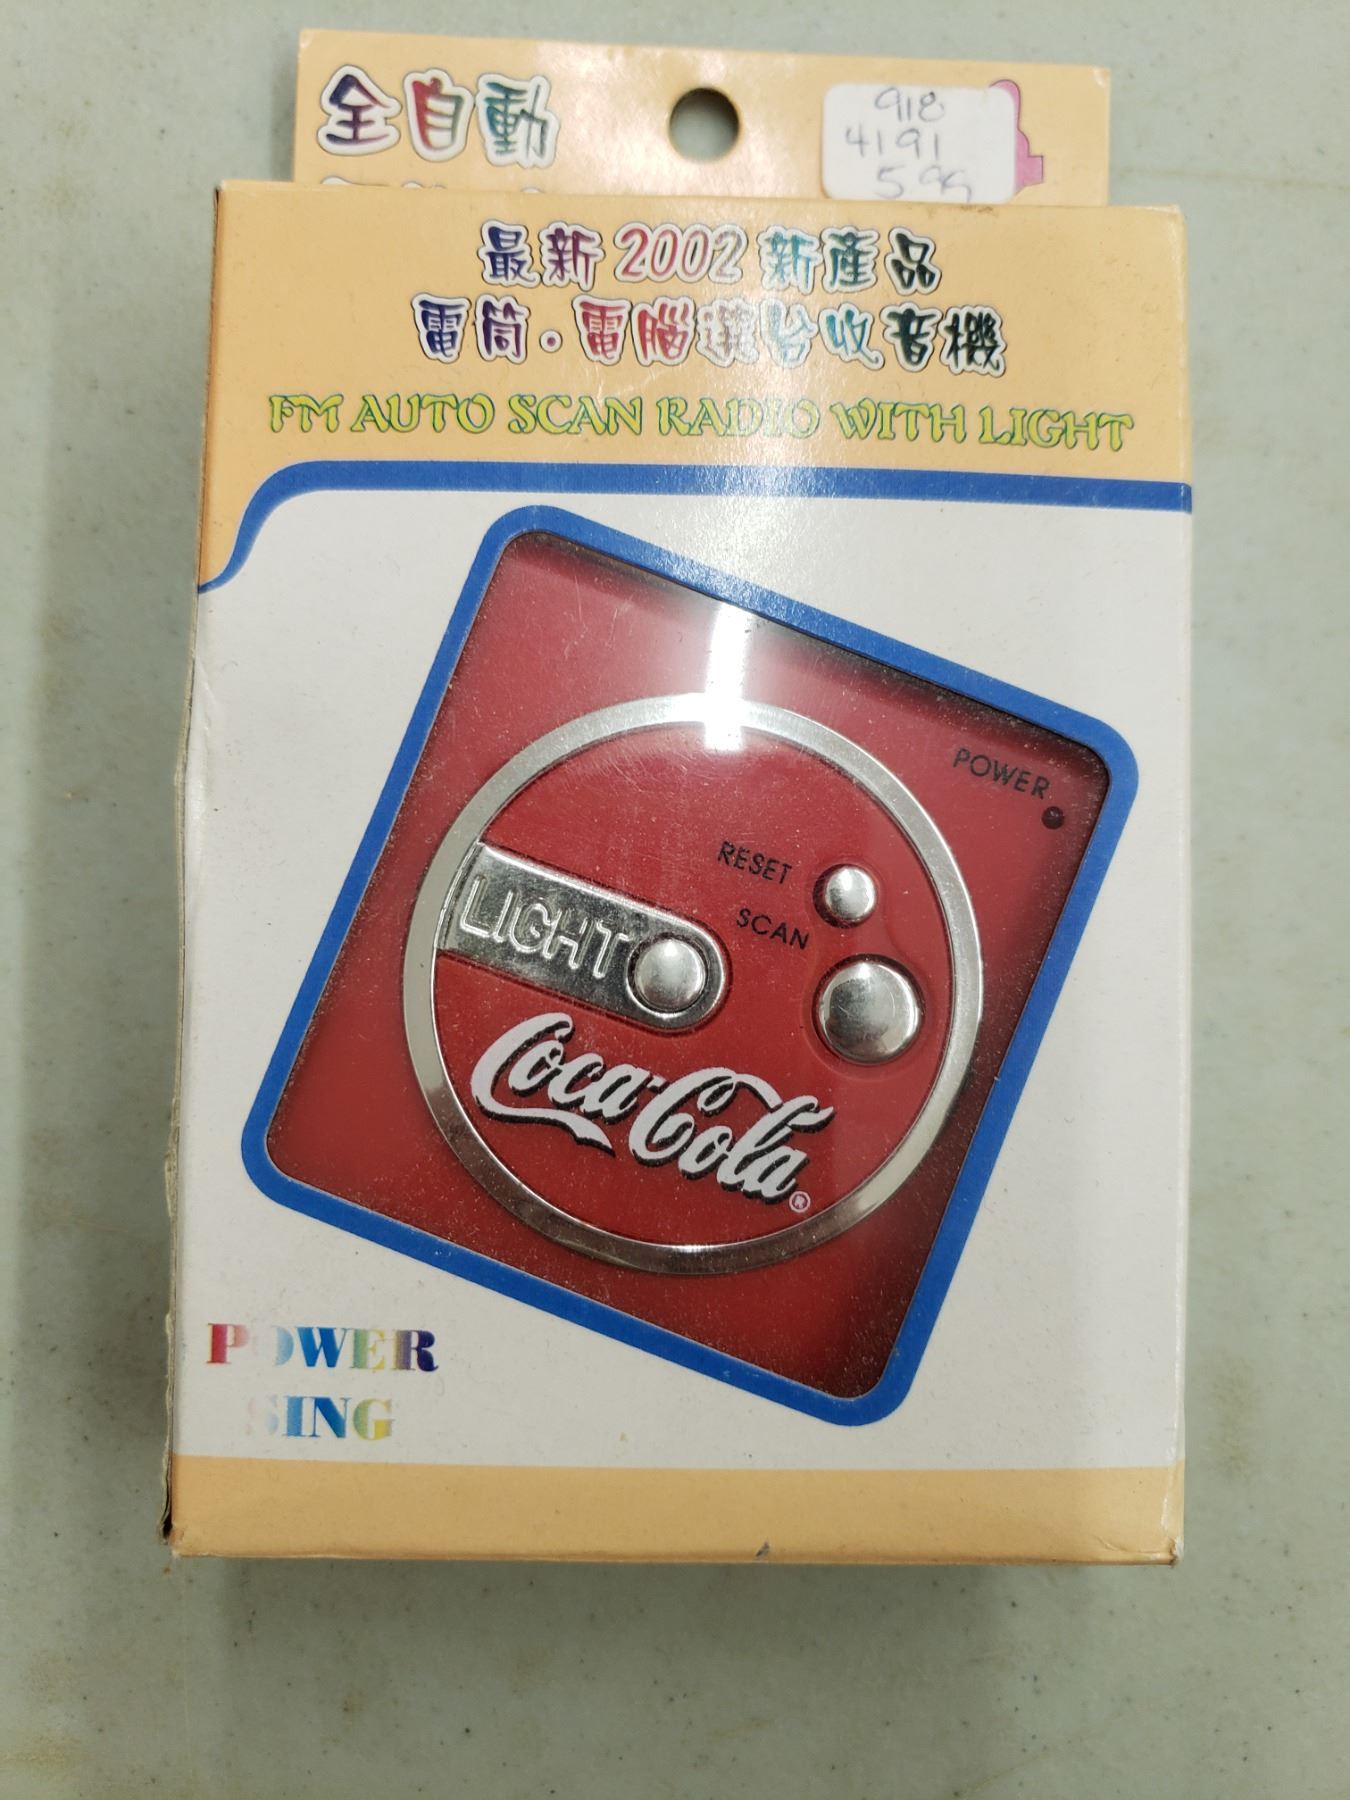 全自動
918
4191
5.99
最新2002新產品
電筒·電腦選台收音機
FM AUTO SCAN RADIO WITH LIGHT
POWER
RESET
SCAN
LIGHT
Coca-Cola®
POWER
SING